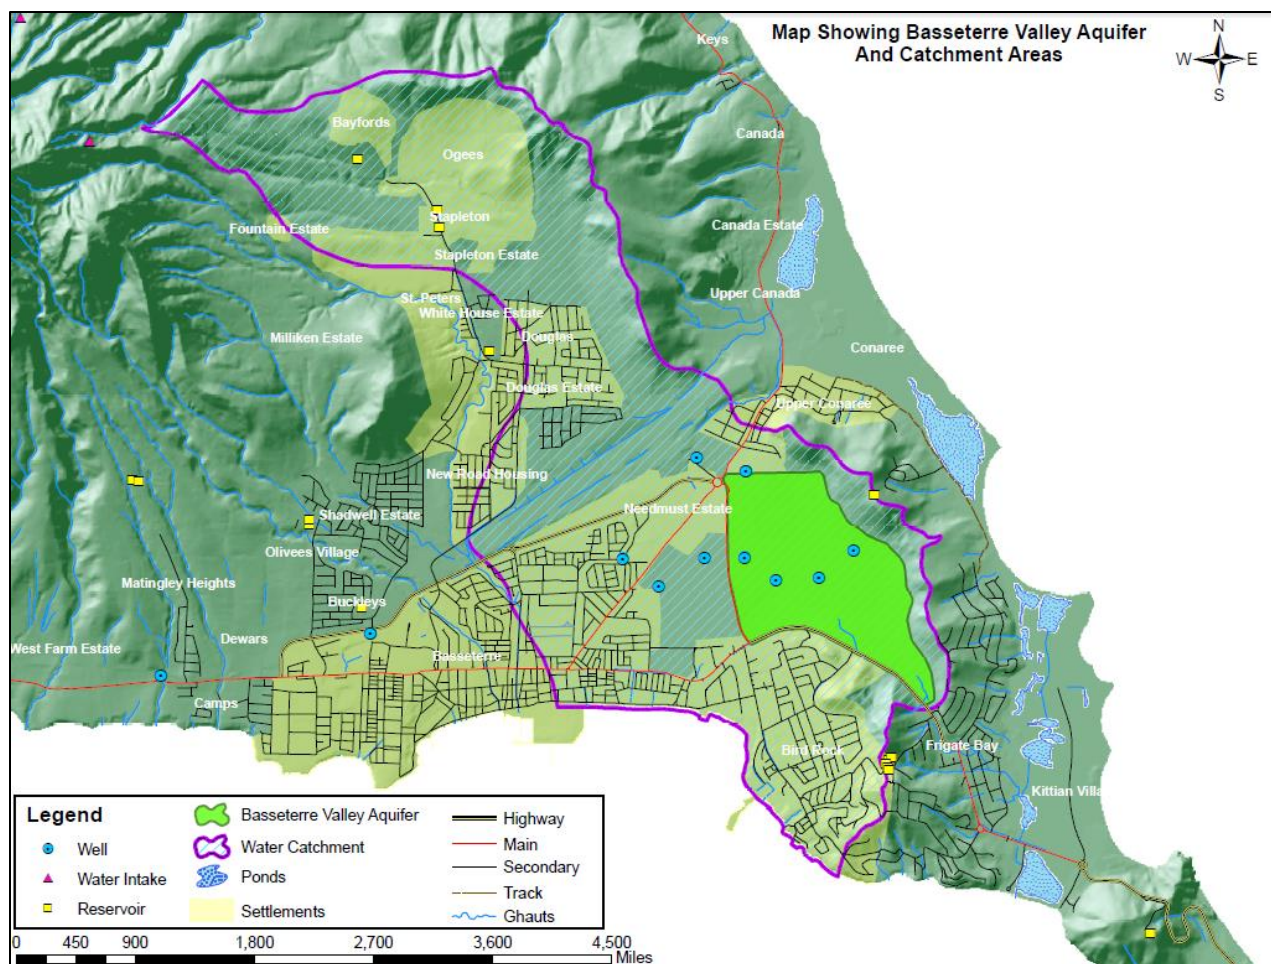 Map Showing Basseterre Valley Aquifer
And Catchment Areas
N
W
E
S
Keys
Canada
Bayfords
Ogees
Stapleton
Fountain Estate
Canada Estate
Stapleton Estate
Upper Canada
St. Peters
White House Estate
Milliken Estate
Douglas
Conaree
Douglas Estate
Upper Conaree
New Road Housing
Needmust Estate
Shadwell Estate
Olivees Village
Matingley Heights
Buckleys
Dewars
West Farm Estate
Basseterre
Camps
Bird Rock
Frigate Bay
Kittian Villa
Legend
Well
Water Intake
Reservoir
Basseterre Valley Aquifer
Water Catchment
Ponds
Settlements
Highway
Main
Secondary
Track
Ghauts
0 450 900 1,800 2,700 3,600 4,500
Miles